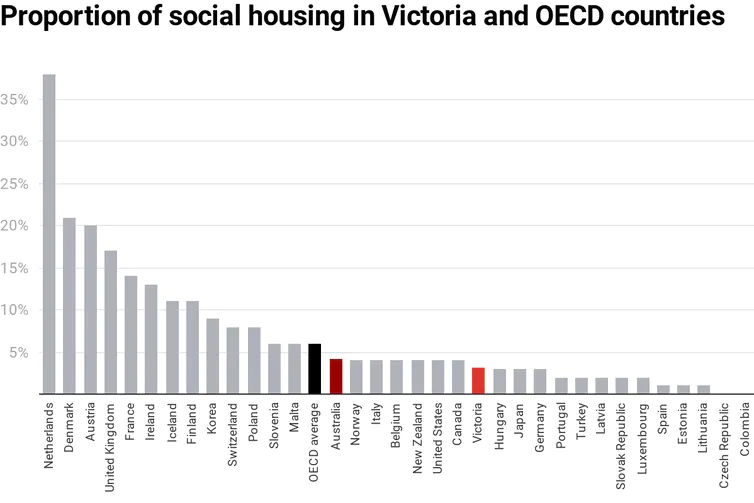 Proportion of social housing in Victoria and OECD countries
35%
30%
25%
20%
15%
10%
5%
Netherlands
Denmark
Austria
United Kingdom
France
Ireland
Iceland
Finland
Korea
Switzerland
Poland
Slovenia
Malta
OECD average
Australia
Norway
Italy
Belgium
New Zealand
United States
Canada
Victoria
Hungary
Japan
Germany
Portugal
Turkey
Latvia
Slovak Republic
Luxembourg
Spain
Estonia
Lithuania
Czech Republic
Colombia